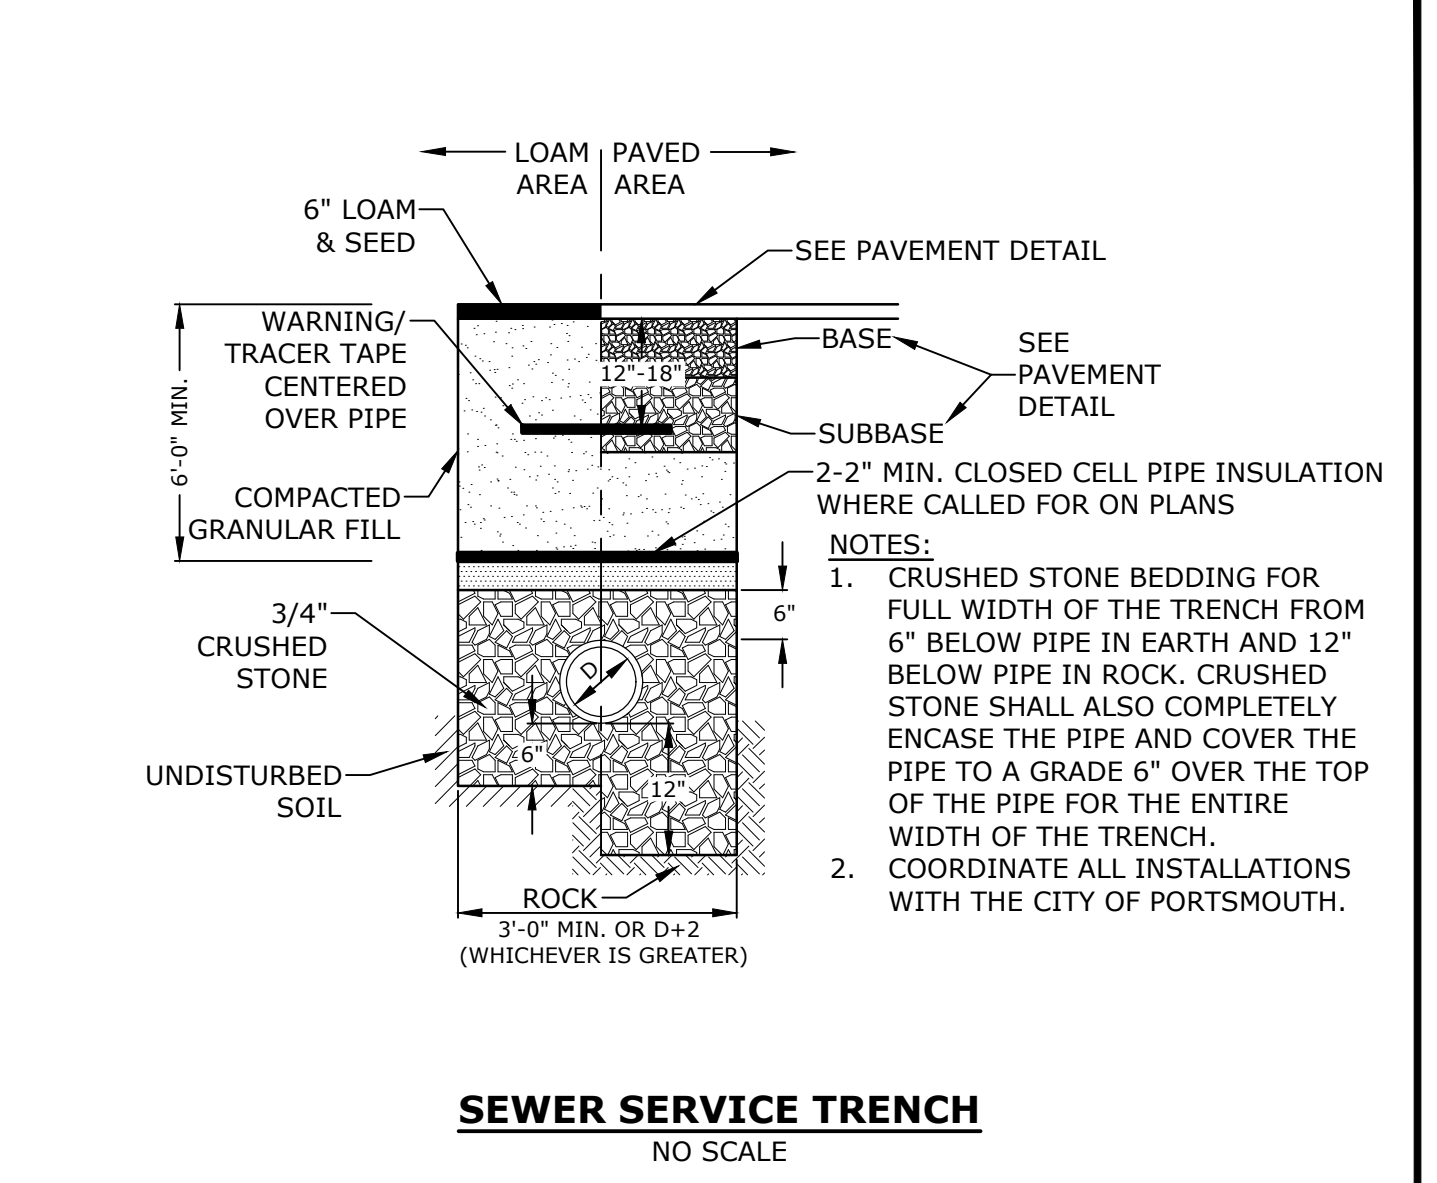 LOAM
AREA
PAVED
AREA
6" LOAM
& SEED
SEE PAVEMENT DETAIL
WARNING/
TRACER TAPE
CENTERED
OVER PIPE
12"-18"
BASE
SEE
PAVEMENT
DETAIL
SUBBASE
6'-0" MIN.
2-2" MIN. CLOSED CELL PIPE INSULATION
WHERE CALLED FOR ON PLANS
COMPACTED
GRANULAR FILL
3/4"
CRUSHED
STONE
6"
D
6"
12"
UNDISTURBED
SOIL
ROCK
3'-0" MIN. OR D+2
(WHICHEVER IS GREATER)
NOTES:
1. CRUSHED STONE BEDDING FOR
FULL WIDTH OF THE TRENCH FROM
6" BELOW PIPE IN EARTH AND 12"
BELOW PIPE IN ROCK. CRUSHED
STONE SHALL ALSO COMPLETELY
ENCASE THE PIPE AND COVER THE
PIPE TO A GRADE 6" OVER THE TOP
OF THE PIPE FOR THE ENTIRE
WIDTH OF THE TRENCH.
2. COORDINATE ALL INSTALLATIONS
WITH THE CITY OF PORTSMOUTH.
SEWER SERVICE TRENCH
NO SCALE